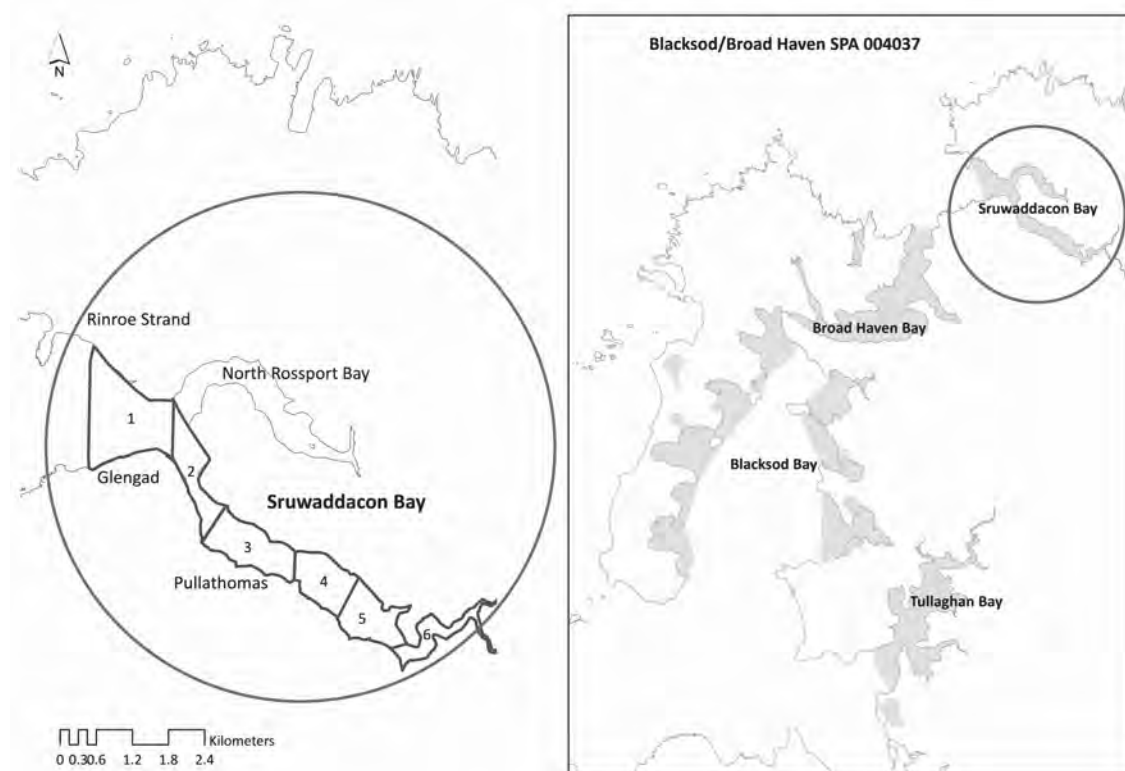 N
Rinroe Strand
North Rossport Bay
1
Glengad
2
Sruwaddacon Bay
3
Pullathomas
4
5
6
Kilometers
0 0.30.6 1.2 1.8 2.4
Blacksod/Broad Haven SPA 004037
Sruwaddacon Bay
Broad Haven Bay
Blacksod Bay
Tullaghan Bay